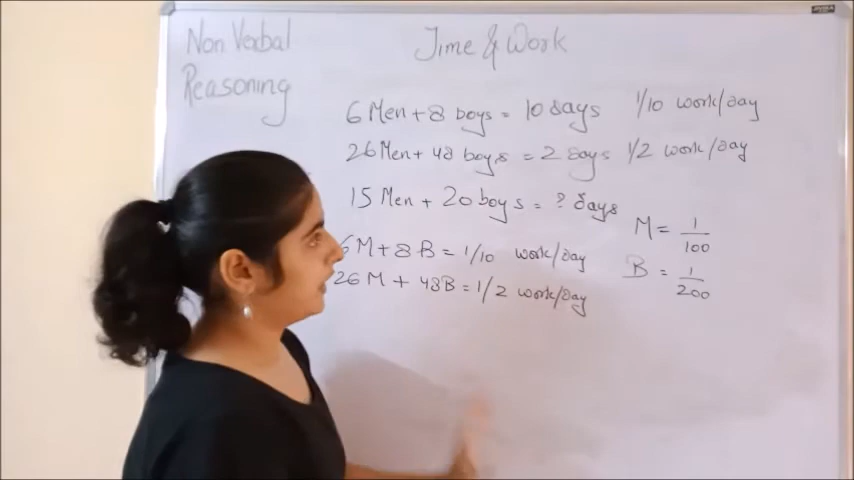 Non Verbal
Reasoning
Time & Work
6 Men + 8 boys = 10 days 1/10 work/day
26 Men + 48 boys = 2 days 1/2 work/day
15 Men + 20 boys = ? days
6M + 8B = 1/10 work/day
26 M + 48B = 1/2 work/day
M = 1/100
B = 1/200